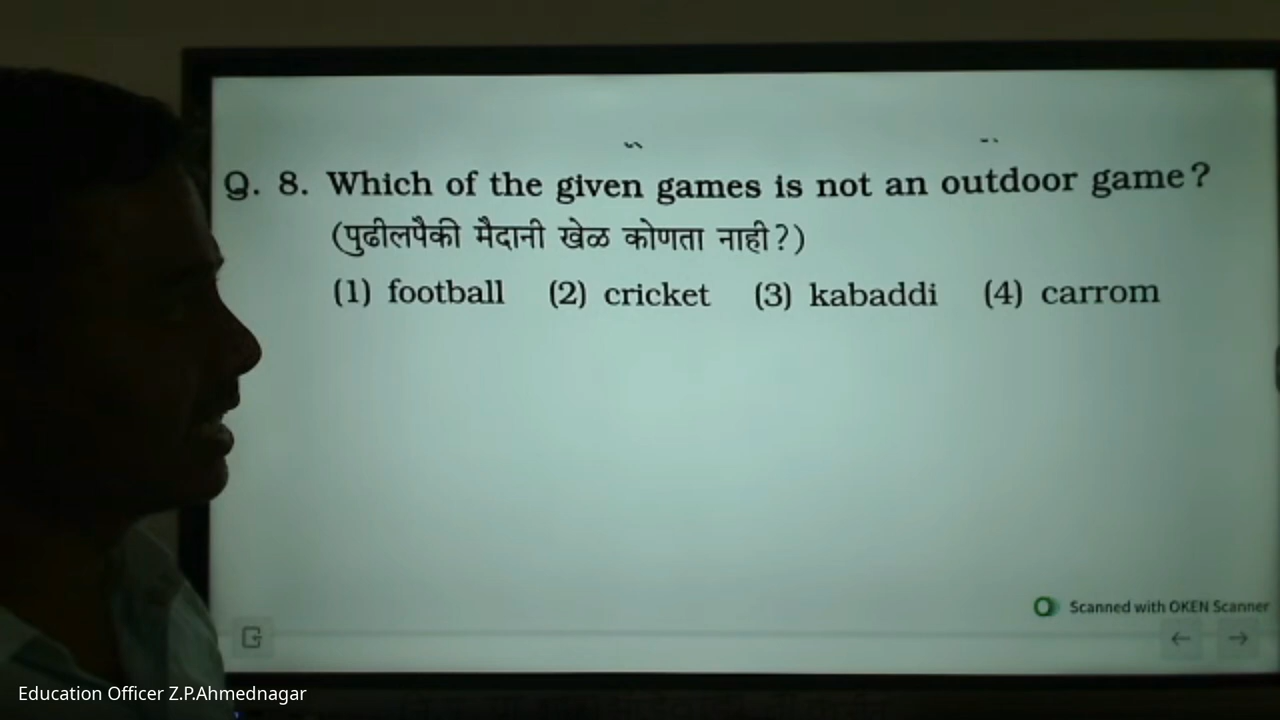 Q. 8. Which of the given games is not an outdoor game?
(पुढीलपैकी मैदानी खेळ कोणता नाही?)
(1) football (2) cricket (3) kabaddi (4) carrom
Scanned with OKEN Scanner
Education Officer Z.P.Ahmednagar